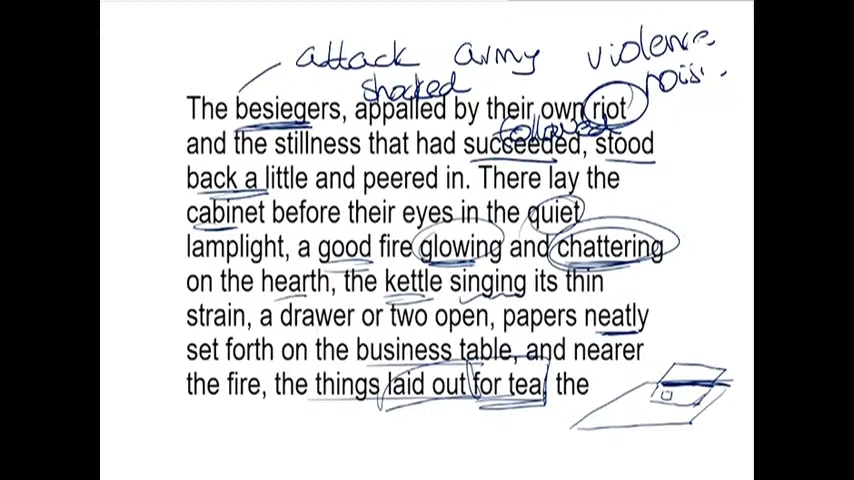 attack army violence
shocked nois
The besiegers, appalled by their own riot
followed
and the stillness that had succeeded, stood
back a little and peered in. There lay the
cabinet before their eyes in the quiet
lamplight, a good fire glowing and chattering
on the hearth, the kettle singing its thin
strain, a drawer or two open, papers neatly
set forth on the business table, and nearer
the fire, the things laid out for tea, the